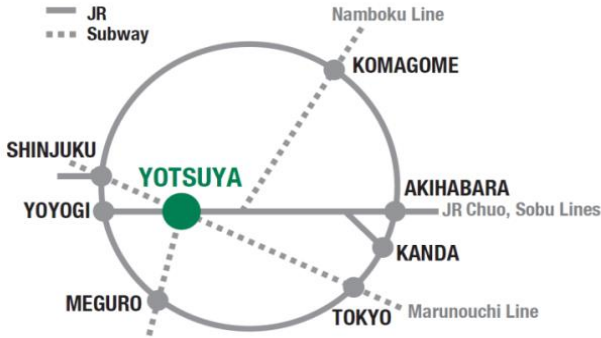 JR
Subway
Namboku Line
KOMAGOME
SHINJUKU
YOTSUYA
AKIHABARA
YOYOGI
JR Chuo, Sobu Lines
KANDA
MEGURO
TOKYO
Marunouchi Line